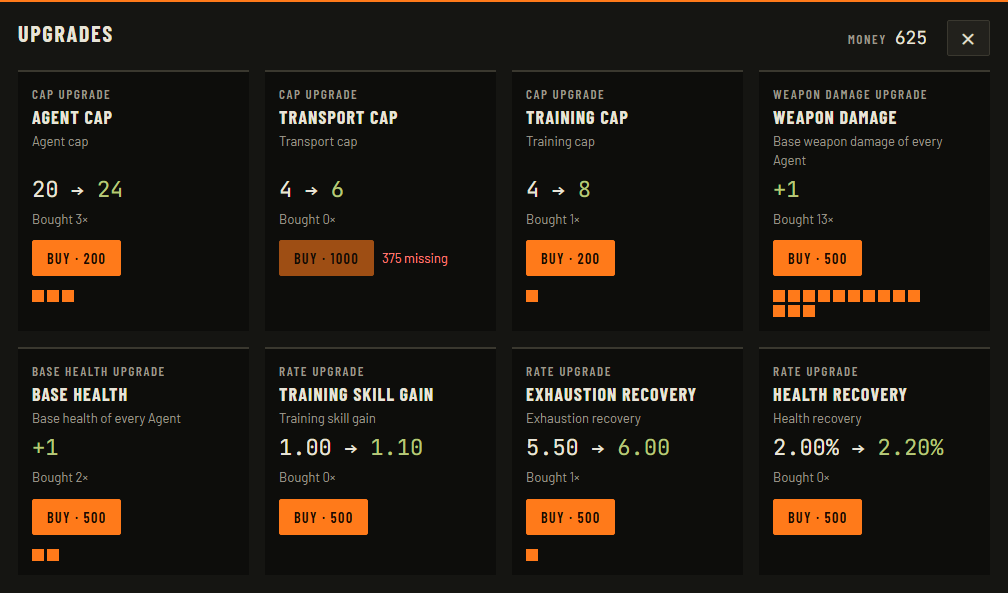 UPGRADES
MONEY 625 ✕
CAP UPGRADE
AGENT CAP
Agent cap
20 → 24
Bought 3×
BUY · 200
CAP UPGRADE
TRANSPORT CAP
Transport cap
4 → 6
Bought 0×
BUY · 1000 375 missing
CAP UPGRADE
TRAINING CAP
Training cap
4 → 8
Bought 1×
BUY · 200
WEAPON DAMAGE UPGRADE
WEAPON DAMAGE
Base weapon damage of every
Agent
+1
Bought 13×
BUY · 500
BASE HEALTH UPGRADE
BASE HEALTH
Base health of every Agent
+1
Bought 2×
BUY · 500
RATE UPGRADE
TRAINING SKILL GAIN
Training skill gain
1.00 → 1.10
Bought 0×
BUY · 500
RATE UPGRADE
EXHAUSTION RECOVERY
Exhaustion recovery
5.50 → 6.00
Bought 1×
BUY · 500
RATE UPGRADE
HEALTH RECOVERY
Health recovery
2.00% → 2.20%
Bought 0×
BUY · 500